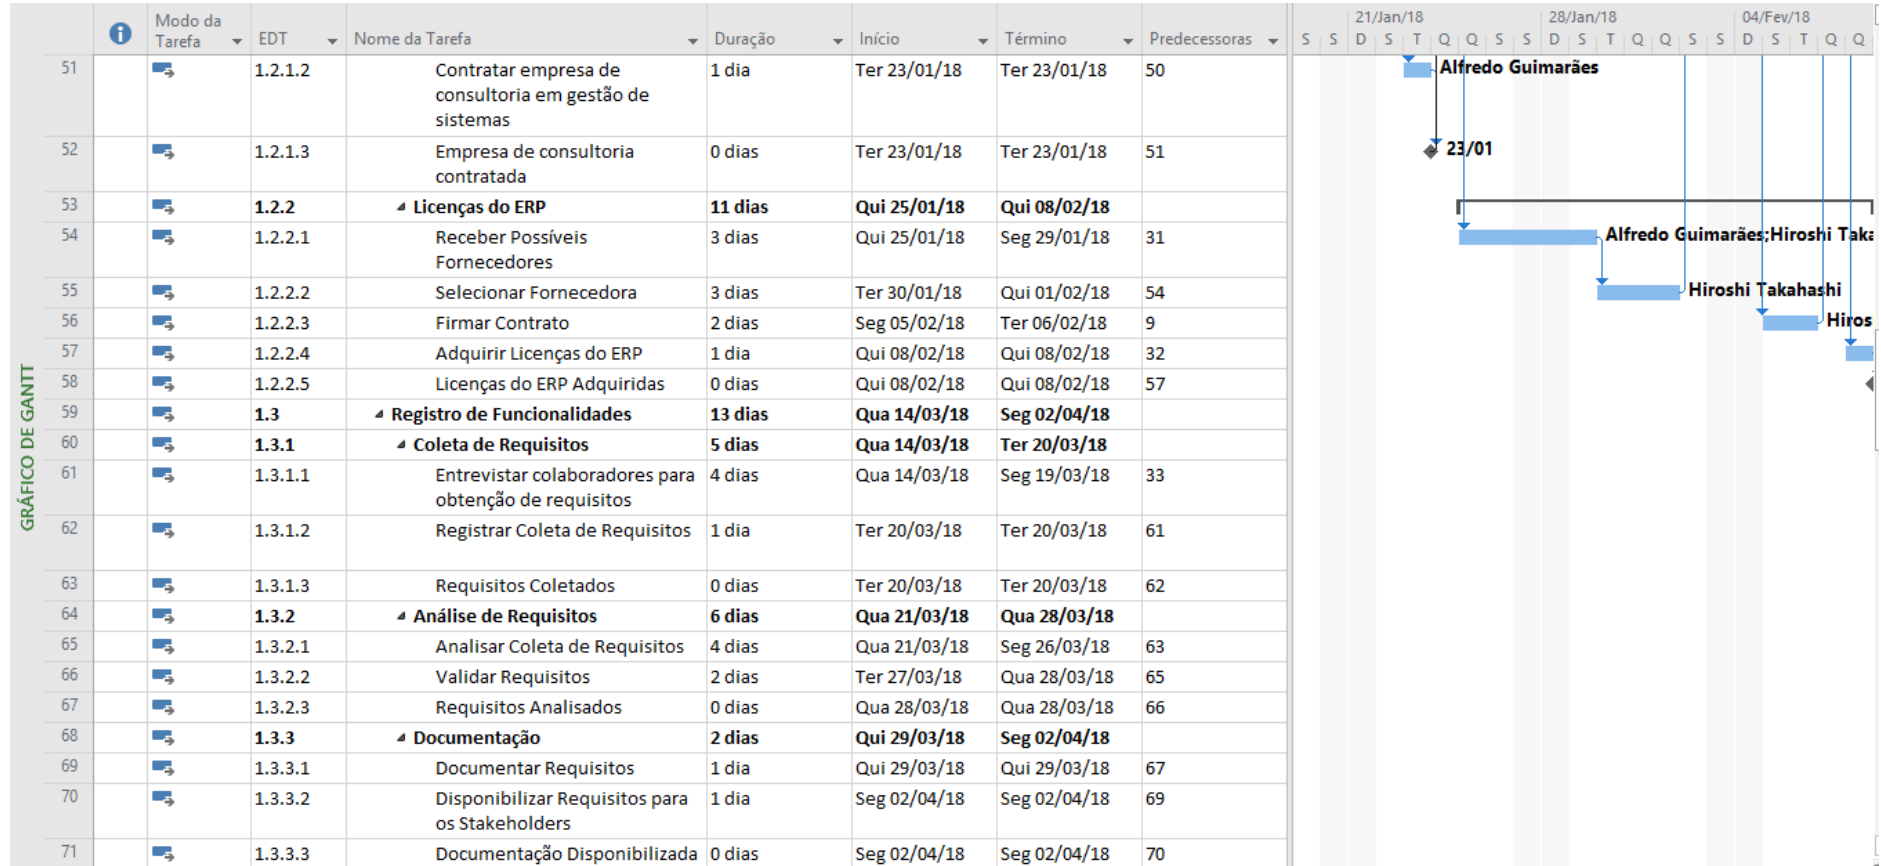 Modo da Tarefa EDT Nome da Tarefa Duração Início Término Predecessoras
21/Jan/18 28/Jan/18 04/Fev/18
S S D S T Q Q S S D S T Q Q S S D S T Q Q
51 1.2.1.2 Contratar empresa de consultoria em gestão de sistemas 1 dia Ter 23/01/18 Ter 23/01/18 50 Alfredo Guimarães
52 1.2.1.3 Empresa de consultoria contratada 0 dias Ter 23/01/18 Ter 23/01/18 51 23/01
53 1.2.2 Licenças do ERP 11 dias Qui 25/01/18 Qui 08/02/18
54 1.2.2.1 Receber Possíveis Fornecedores 3 dias Qui 25/01/18 Seg 29/01/18 31 Alfredo Guimarães;Hiroshi Taka
55 1.2.2.2 Selecionar Fornecedora 3 dias Ter 30/01/18 Qui 01/02/18 54 Hiroshi Takahashi
56 1.2.2.3 Firmar Contrato 2 dias Seg 05/02/18 Ter 06/02/18 9 Hiros
57 1.2.2.4 Adquirir Licenças do ERP 1 dia Qui 08/02/18 Qui 08/02/18 32
58 1.2.2.5 Licenças do ERP Adquiridas 0 dias Qui 08/02/18 Qui 08/02/18 57
59 1.3 Registro de Funcionalidades 13 dias Qua 14/03/18 Seg 02/04/18
60 1.3.1 Coleta de Requisitos 5 dias Qua 14/03/18 Ter 20/03/18
61 1.3.1.1 Entrevistar colaboradores para obtenção de requisitos 4 dias Qua 14/03/18 Seg 19/03/18 33
62 1.3.1.2 Registrar Coleta de Requisitos 1 dia Ter 20/03/18 Ter 20/03/18 61
63 1.3.1.3 Requisitos Coletados 0 dias Ter 20/03/18 Ter 20/03/18 62
64 1.3.2 Análise de Requisitos 6 dias Qua 21/03/18 Qua 28/03/18
65 1.3.2.1 Analisar Coleta de Requisitos 4 dias Qua 21/03/18 Seg 26/03/18 63
66 1.3.2.2 Validar Requisitos 2 dias Ter 27/03/18 Qua 28/03/18 65
67 1.3.2.3 Requisitos Analisados 0 dias Qua 28/03/18 Qua 28/03/18 66
68 1.3.3 Documentação 2 dias Qui 29/03/18 Seg 02/04/18
69 1.3.3.1 Documentar Requisitos 1 dia Qui 29/03/18 Qui 29/03/18 67
70 1.3.3.2 Disponibilizar Requisitos para os Stakeholders 1 dia Seg 02/04/18 Seg 02/04/18 69
71 1.3.3.3 Documentação Disponibilizada 0 dias Seg 02/04/18 Seg 02/04/18 70
GRÁFICO DE GANTT